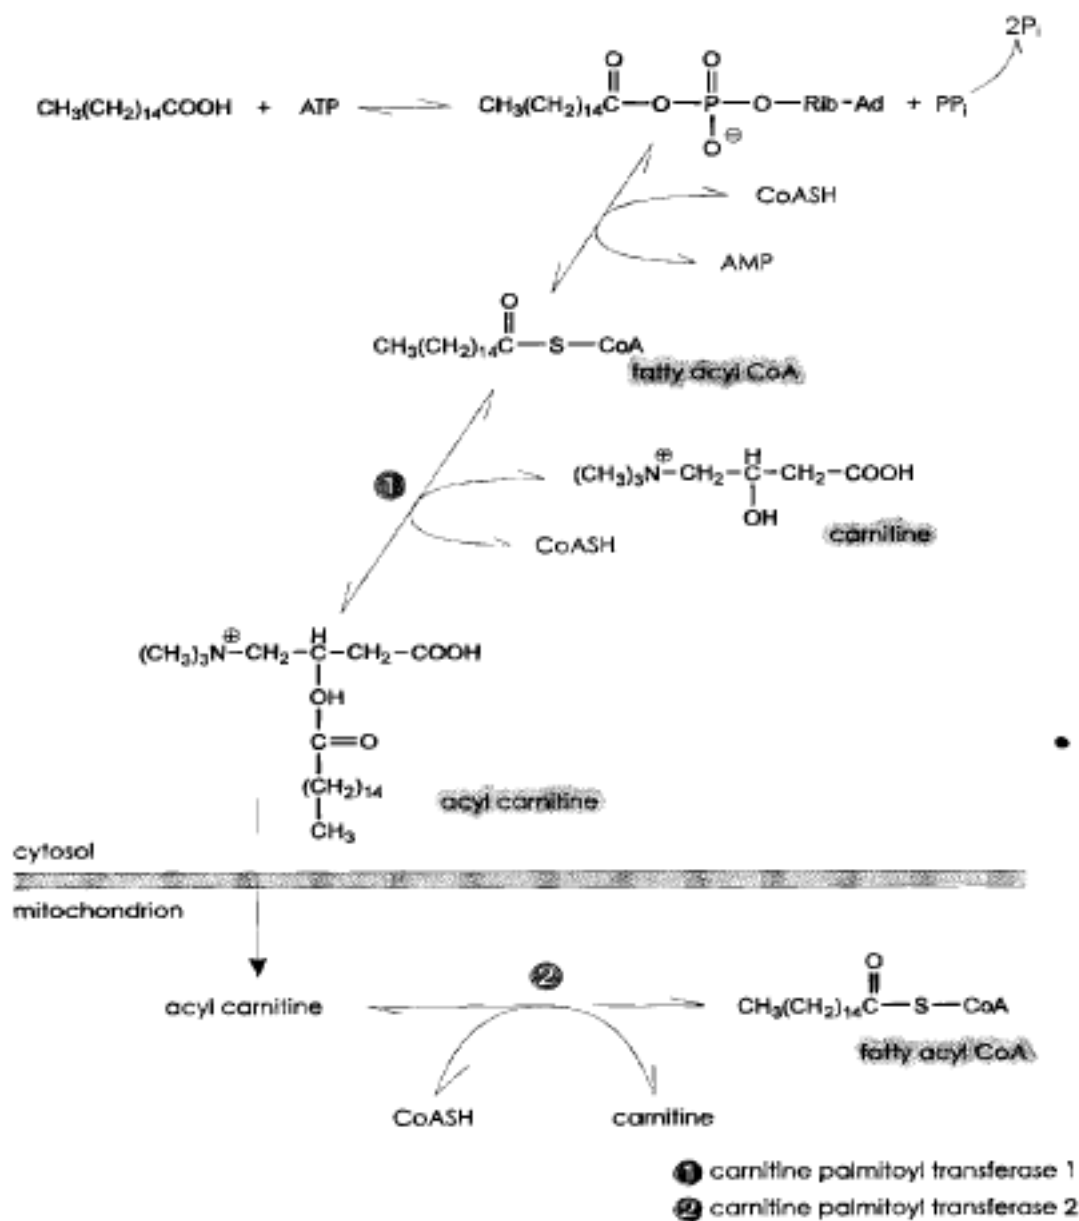 2Pᵢ
CH₃(CH₂)₁₄COOH + ATP CH₃(CH₂)₁₄C—O—P—O—Rib-Ad + PPᵢ
O O
O⊖
CoASH
AMP
O
CH₃(CH₂)₁₄C—S—CoA
fatty acyl CoA
1
(CH₃)₃N⊕—CH₂—C—CH₂—COOH
H
OH
carnitine
CoASH
(CH₃)₃N⊕—CH₂—C—CH₂—COOH
H
OH
C=O
(CH₂)₁₄
CH₃
acyl carnitine
cytosol
mitochondrion
acyl carnitine
2
O
CH₃(CH₂)₁₄C—S—CoA
fatty acyl CoA
CoASH carnitine
1 carnitine palmitoyl transferase 1
2 carnitine palmitoyl transferase 2